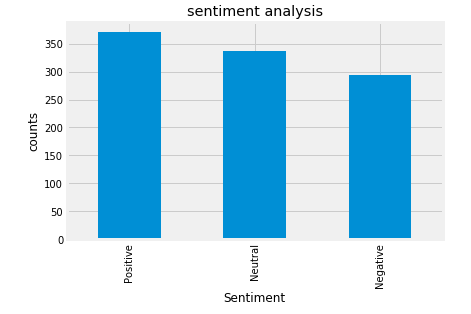 sentiment analysis
350
300
250
200
150
100
50
0
counts
Positive
Neutral
Negative
Sentiment